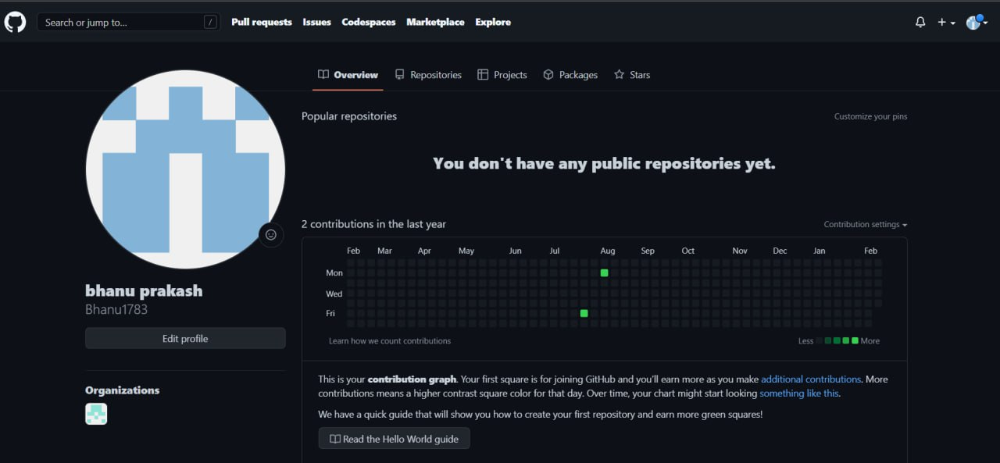 Search or jump to... / Pull requests Issues Codespaces Marketplace Explore
Overview Repositories Projects Packages Stars
Popular repositories Customize your pins
You don't have any public repositories yet.
2 contributions in the last year Contribution settings
Feb Mar Apr May Jun Jul Aug Sep Oct Nov Dec Jan Feb
Mon
Wed
Fri
Learn how we count contributions Less More
This is your contribution graph. Your first square is for joining GitHub and you'll earn more as you make additional contributions. More
contributions means a higher contrast square color for that day. Over time, your chart might start looking something like this.
We have a quick guide that will show you how to create your first repository and earn more green squares!
Read the Hello World guide
bhanu prakash
Bhanu1783
Edit profile
Organizations